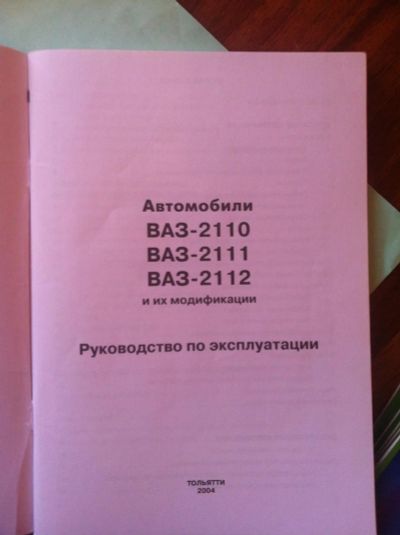 Автомобили
ВАЗ-2110
ВАЗ-2111
ВАЗ-2112
и их модификации
Руководство по эксплуатации
ТОЛЬЯТТИ
2004